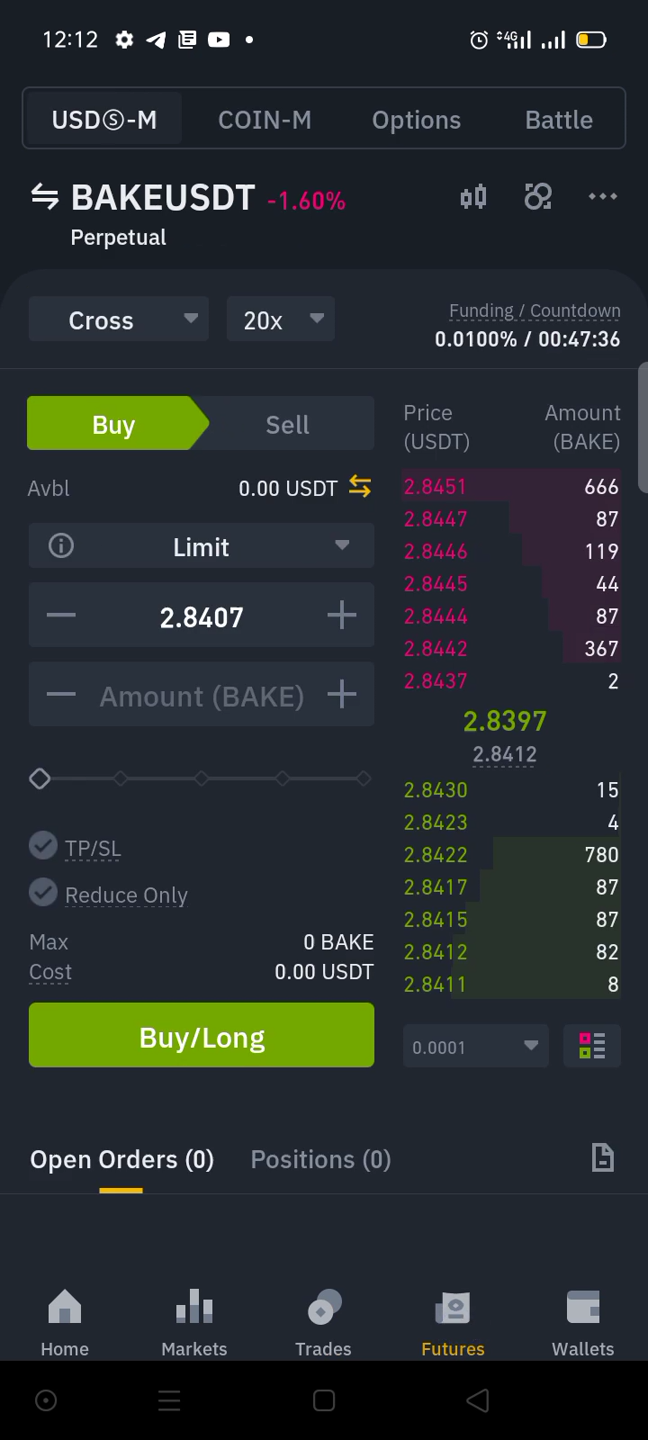 12:12
4G
USDⓈ-M COIN-M Options Battle
BAKEUSDT -1.60%
Perpetual
Cross 20x
Funding / Countdown
0.0100% / 00:47:36
Buy Sell
Avbl 0.00 USDT
Limit
2.8407
Amount (BAKE)
TP/SL
Reduce Only
Max 0 BAKE
Cost 0.00 USDT
Buy/Long
Price Amount
(USDT) (BAKE)
2.8451 666
2.8447 87
2.8446 119
2.8445 44
2.8444 87
2.8442 367
2.8437 2
2.8397
2.8412
2.8430 15
2.8423 4
2.8422 780
2.8417 87
2.8415 87
2.8412 82
2.8411 8
0.0001
Open Orders (0) Positions (0)
Home Markets Trades Futures Wallets